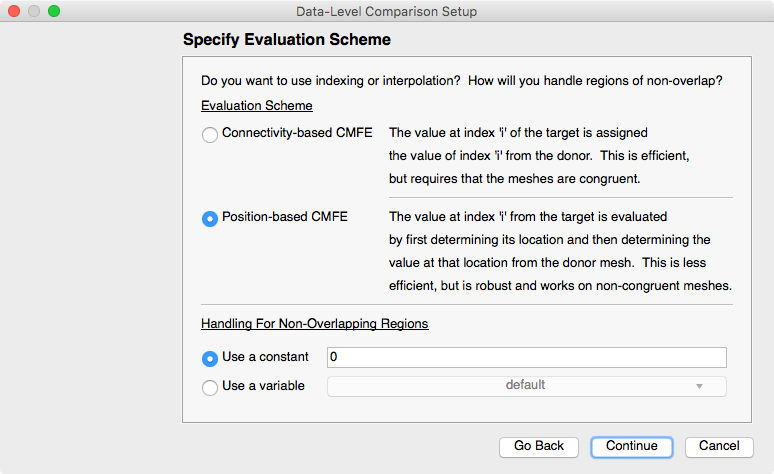 Data-Level Comparison Setup
Specify Evaluation Scheme
Do you want to use indexing or interpolation?  How will you handle regions of non-overlap?
Evaluation Scheme
Connectivity-based CMFE
The value at index 'i' of the target is assigned
the value of index 'i' from the donor.  This is efficient,
but requires that the meshes are congruent.
Position-based CMFE
The value at index 'i' from the target is evaluated
by first determining its location and then determining the
value at that location from the donor mesh.  This is less
efficient, but is robust and works on non-congruent meshes.
Handling For Non-Overlapping Regions
Use a constant
0
Use a variable
default
Go Back
Continue
Cancel